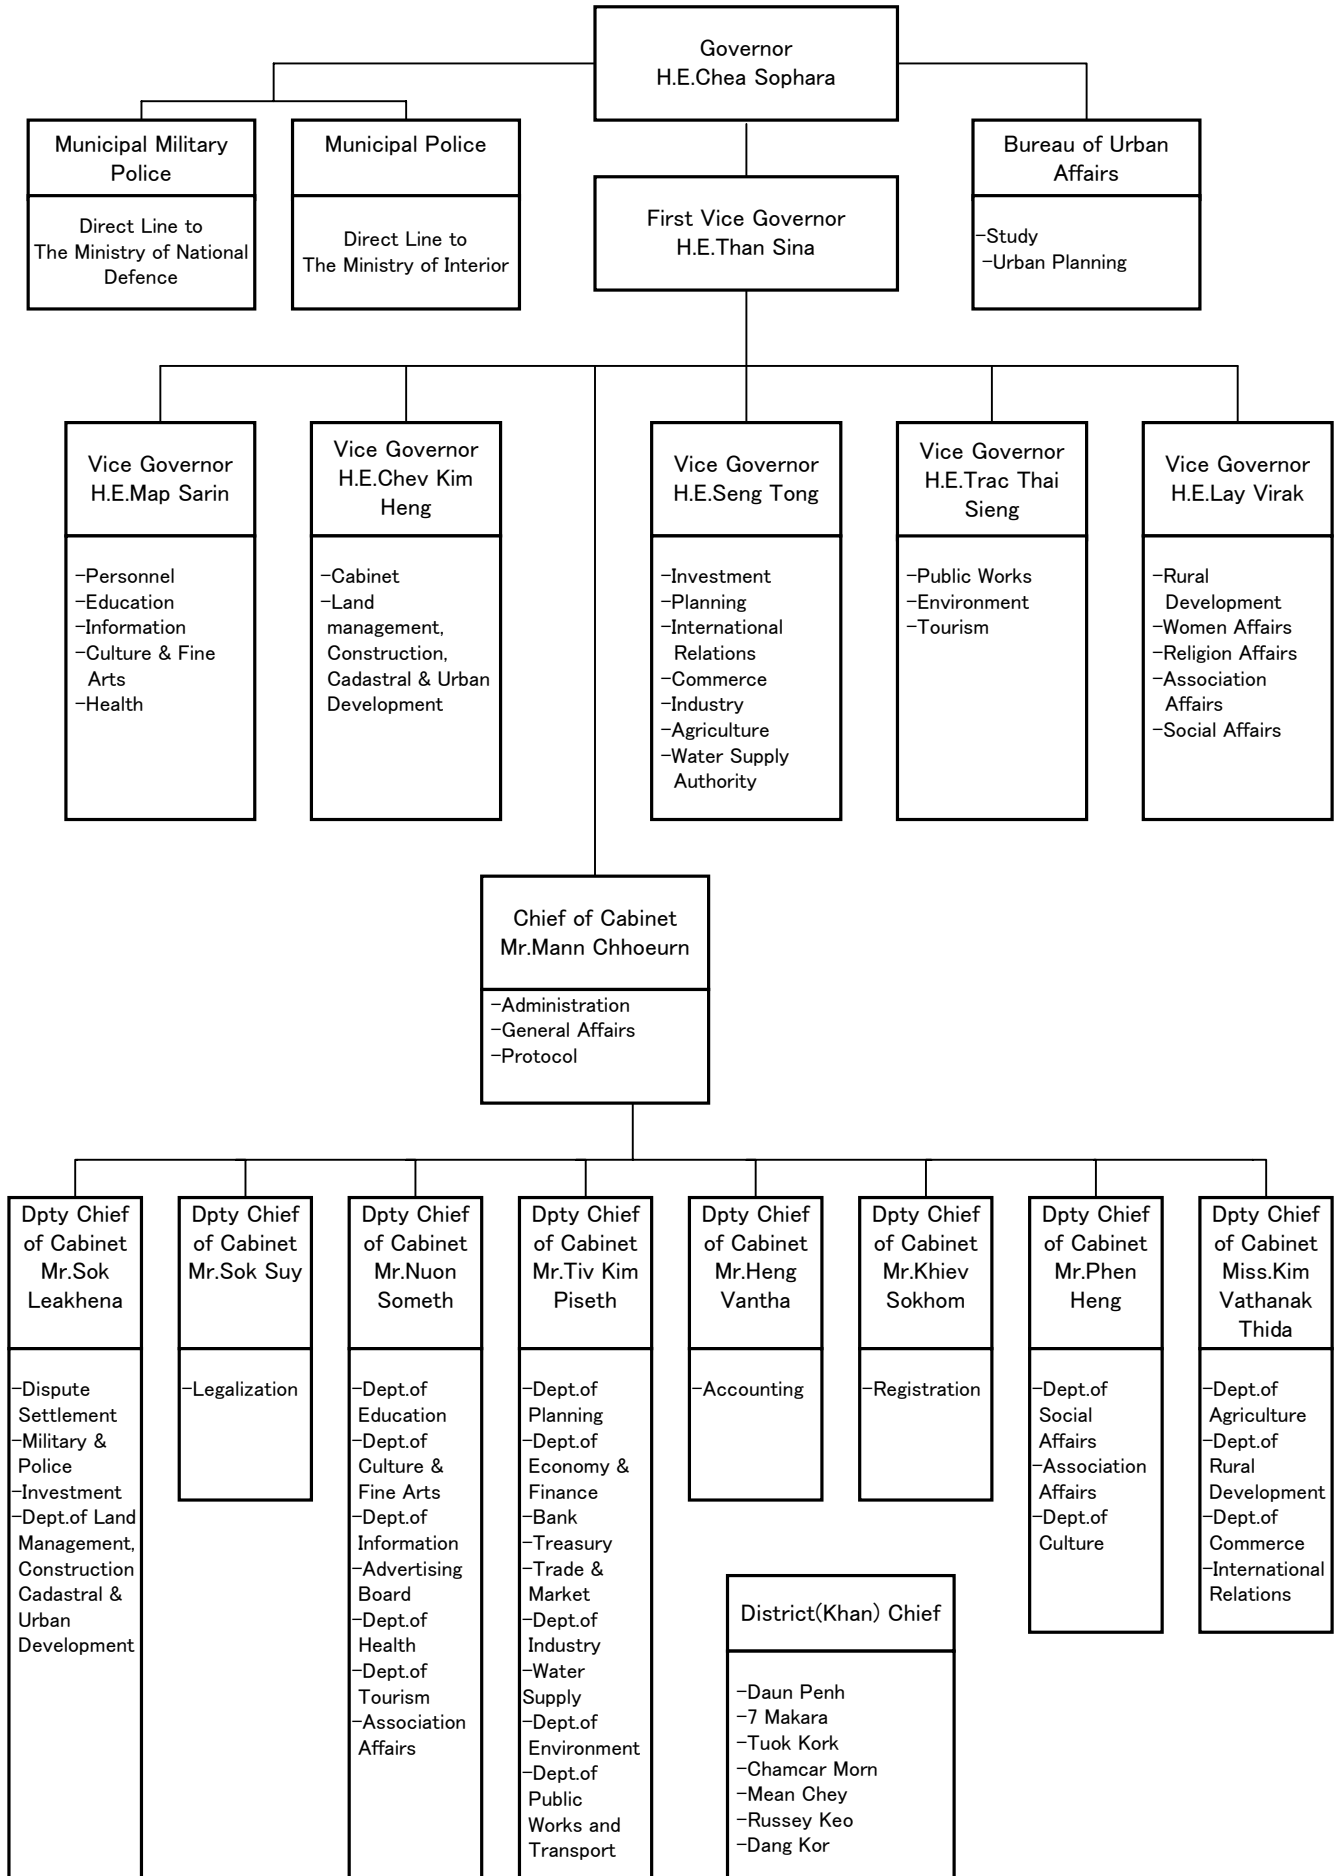 Governor
H.E.Chea Sophara
Municipal Military
Police
Direct Line to
The Ministry of National
Defence
Municipal Police
Direct Line to
The Ministry of Interior
First Vice Governor
H.E.Than Sina
Bureau of Urban
Affairs
-Study
-Urban Planning
Vice Governor
H.E.Map Sarin
-Personnel
-Education
-Information
-Culture & Fine
Arts
-Health
Vice Governor
H.E.Chev Kim
Heng
-Cabinet
-Land
management,
Construction,
Cadastral & Urban
Development
Vice Governor
H.E.Seng Tong
-Investment
-Planning
-International
Relations
-Commerce
-Industry
-Agriculture
-Water Supply
Authority
Vice Governor
H.E.Trac Thai
Sieng
-Public Works
-Environment
-Tourism
Vice Governor
H.E.Lay Virak
-Rural
Development
-Women Affairs
-Religion Affairs
-Association
Affairs
-Social Affairs
Chief of Cabinet
Mr.Mann Chhoeurn
-Administration
-General Affairs
-Protocol
Dpty Chief
of Cabinet
Mr.Sok
Leakhena
-Dispute
Settlement
-Military &
Police
-Investment
-Dept.of Land
Management,
Construction
Cadastral &
Urban
Development
Dpty Chief
of Cabinet
Mr.Sok Suy
-Legalization
Dpty Chief
of Cabinet
Mr.Nuon
Someth
-Dept.of
Education
-Dept.of
Culture &
Fine Arts
-Dept.of
Information
-Advertising
Board
-Dept.of
Health
-Dept.of
Tourism
-Association
Affairs
Dpty Chief
of Cabinet
Mr.Tiv Kim
Piseth
-Dept.of
Planning
-Dept.of
Economy &
Finance
-Bank
-Treasury
-Trade &
Market
-Dept.of
Industry
-Water
Supply
-Dept.of
Environment
-Dept.of
Public
Works and
Transport
Dpty Chief
of Cabinet
Mr.Heng
Vantha
-Accounting
Dpty Chief
of Cabinet
Mr.Khiev
Sokhom
-Registration
Dpty Chief
of Cabinet
Mr.Phen
Heng
-Dept.of
Social
Affairs
-Association
Affairs
-Dept.of
Culture
Dpty Chief
of Cabinet
Miss.Kim
Vathanak
Thida
-Dept.of
Agriculture
-Dept.of
Rural
Development
-Dept.of
Commerce
-International
Relations
District(Khan) Chief
-Daun Penh
-7 Makara
-Tuok Kork
-Chamcar Morn
-Mean Chey
-Russey Keo
-Dang Kor